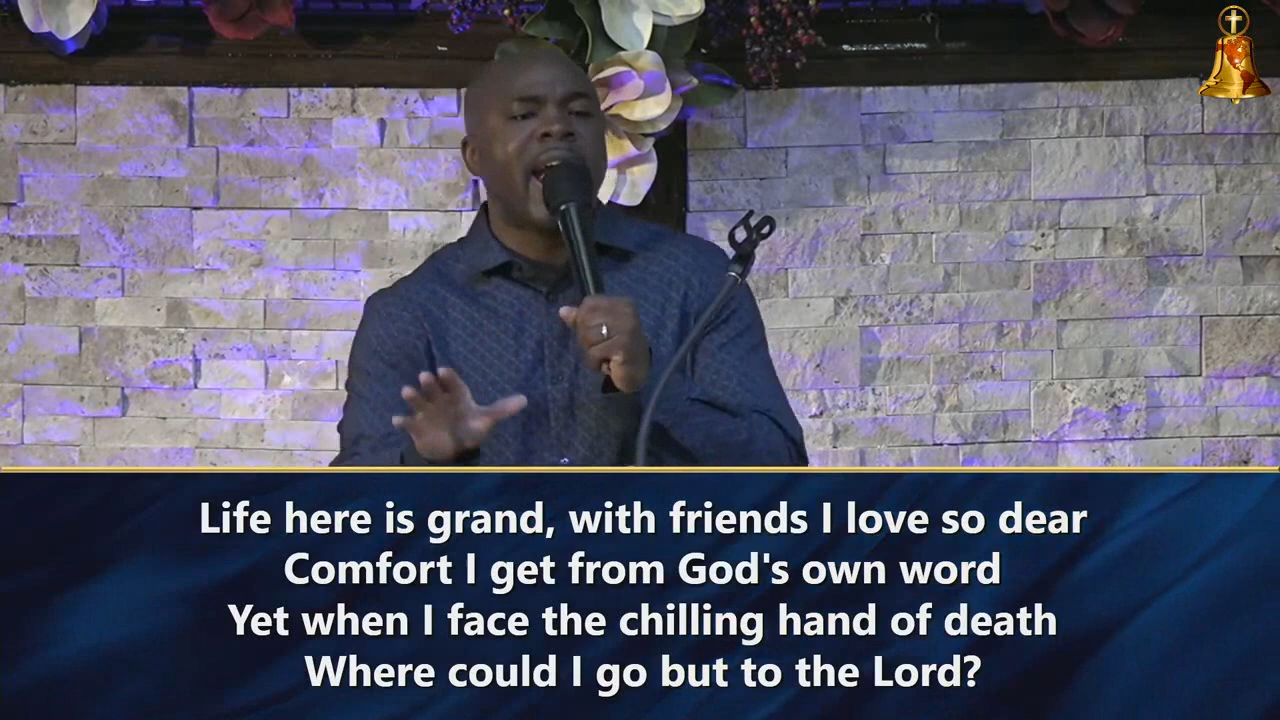 Life here is grand, with friends I love so dear
Comfort I get from God's own word
Yet when I face the chilling hand of death
Where could I go but to the Lord?